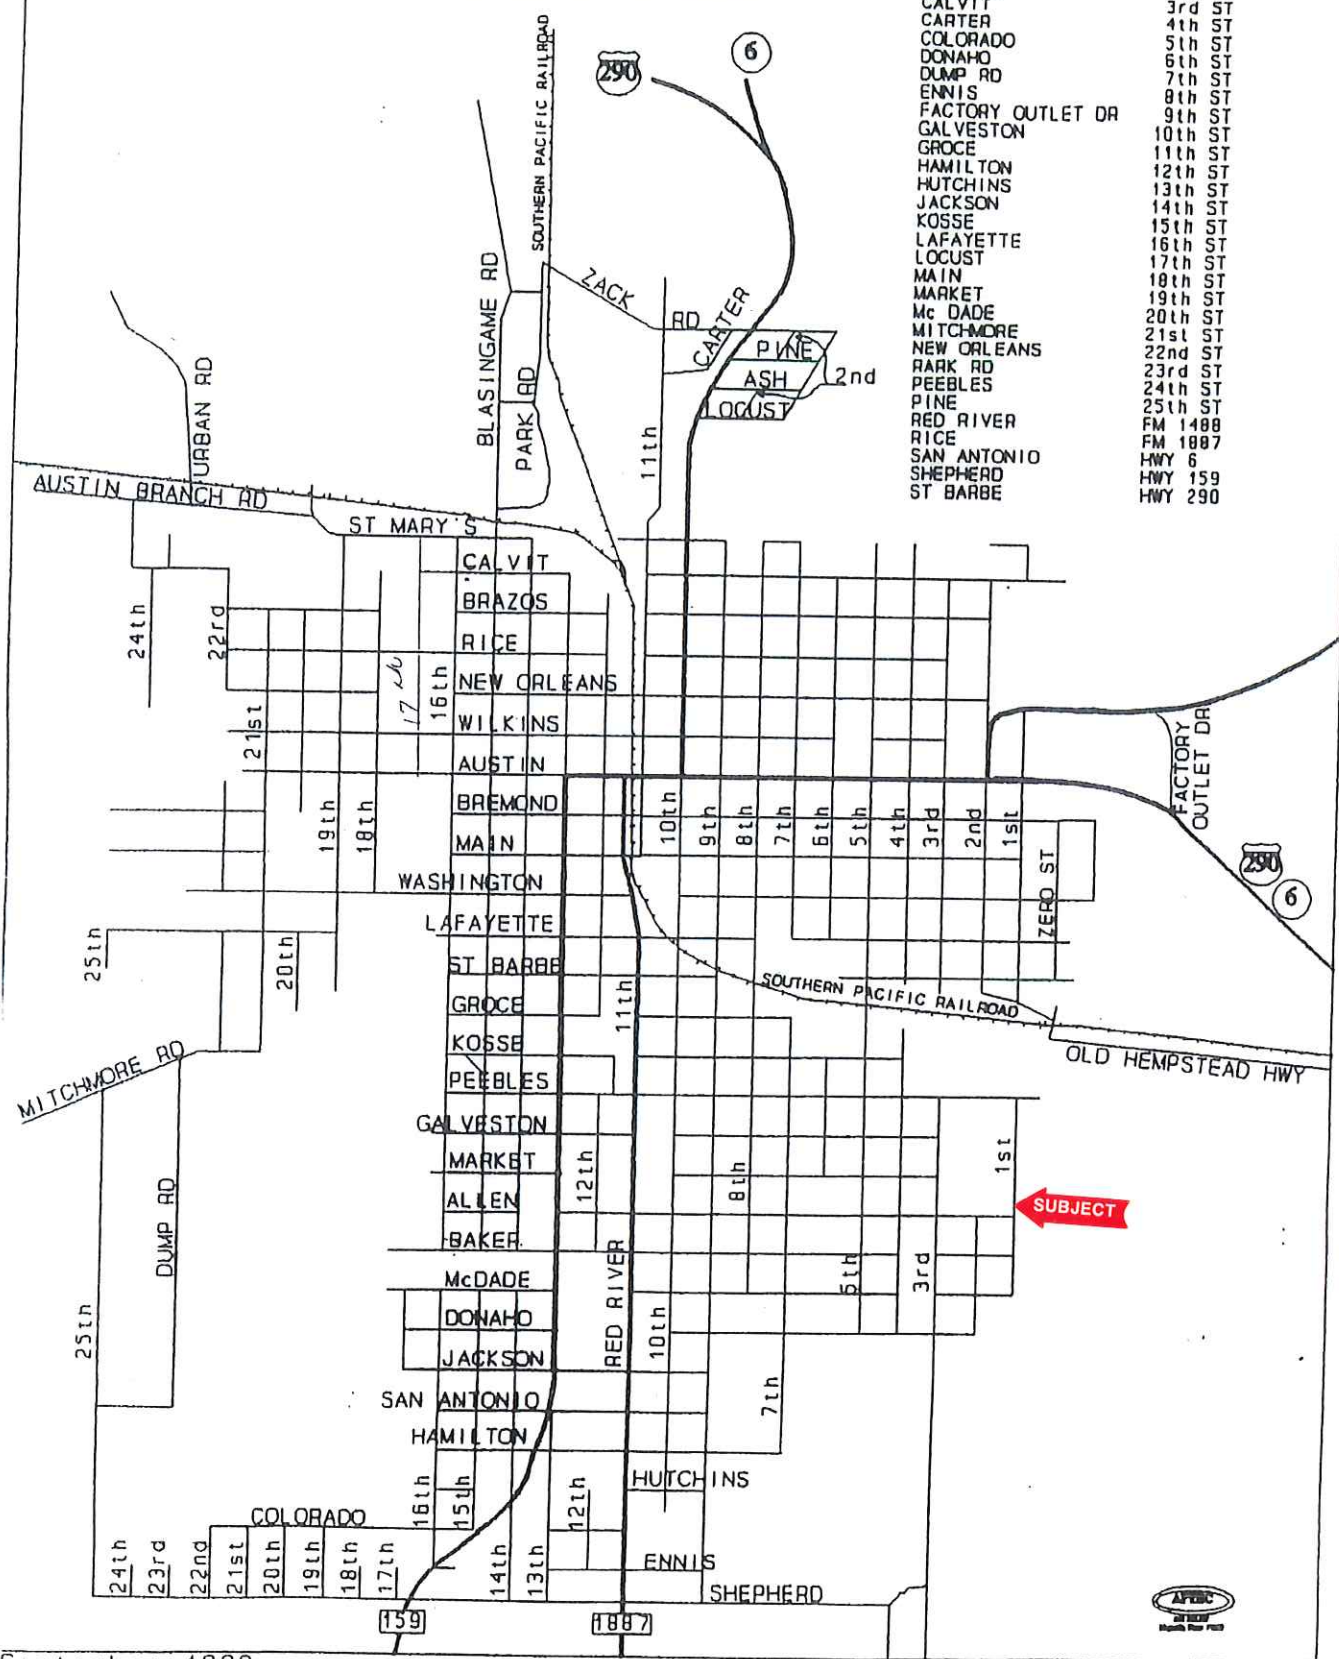 CALVIT 3rd ST
CARTER 4th ST
COLORADO 5th ST
DONAHO 6th ST
DUMP RD 7th ST
ENNIS 8th ST
FACTORY OUTLET DR 9th ST
GALVESTON 10th ST
GROCE 11th ST
HAMILTON 12th ST
HUTCHINS 13th ST
JACKSON 14th ST
KOSSE 15th ST
LAFAYETTE 16th ST
LOCUST 17th ST
MAIN 18th ST
MARKET 19th ST
Mc DADE 20th ST
MITCHMORE 21st ST
NEW ORLEANS 22nd ST
PARK RD 23rd ST
PEEBLES 24th ST
PINE 25th ST
RED RIVER FM 1488
RICE FM 1887
SAN ANTONIO HWY 6
SHEPHERD HWY 159
ST BARBE HWY 290
SOUTHERN PACIFIC RAILROAD
290
6
BLASINGAME RD
ZACK RD
CARTER
PINE
ASH
LOCUST
2nd
PARK RD
11th
URBAN RD
AUSTIN BRANCH RD
ST MARY'S
CALVIT
BRAZOS
RICE
NEW ORLEANS
WILKINS
AUSTIN
24th
22rd
21st
17th
16th
FACTORY OUTLET DR
BREMOND
MAIN
WASHINGTON
LAFAYETTE
ST BARBE
GROCE
KOSSE
PEEBLES
GALVESTON
MARKET
ALLEN
BAKER
McDADE
DONAHO
JACKSON
SAN ANTONIO
HAMILTON
19th
18th
10th
9th
8th
7th
6th
5th
4th
3rd
2nd
1st
ZERO ST
290
6
25th
20th
11th
SOUTHERN PACIFIC RAILROAD
OLD HEMPSTEAD HWY
MITCHMORE RD
DUMP RD
25th
12th
8th
1st
SUBJECT
RED RIVER
10th
5th
3rd
7th
HUTCHINS
16th
15th
12th
COLORADO
24th
23rd
22nd
21st
20th
19th
18th
17th
14th
13th
ENNIS
SHEPHERD
159
1887